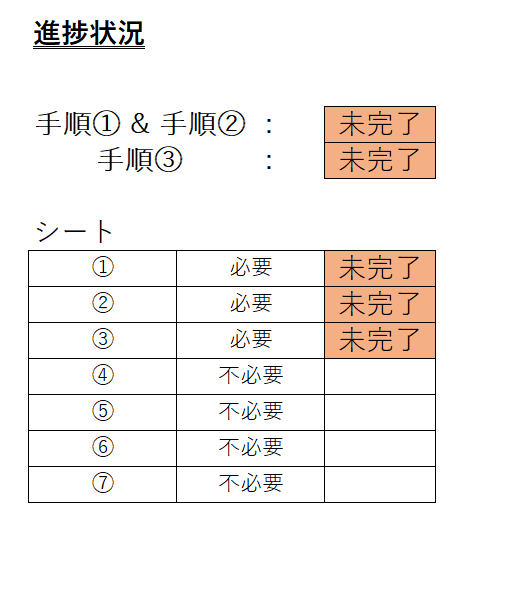 進捗状況
手順① & 手順② : 未完了
手順③ : 未完了
シート
① 必要 未完了
② 必要 未完了
③ 必要 未完了
④ 不必要
⑤ 不必要
⑥ 不必要
⑦ 不必要